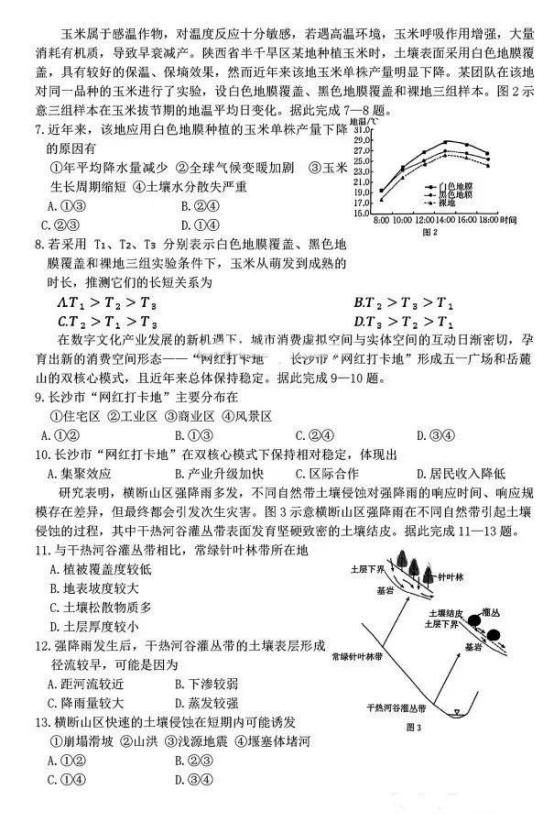 玉米属于感温作物，对温度反应十分敏感，若遇高温环境，玉米呼吸作用增强，大量
消耗有机质，导致早衰减产。陕西省半干旱区某地种植玉米时，土壤表面采用白色地膜覆
盖，具有较好的保温、保墒效果，然而近年来该地玉米单株产量明显下降。某团队在该地
对同一品种的玉米进行了实验，设白色地膜覆盖、黑色地膜覆盖和裸地三组样本。图2示
意三组样本在玉米拔节期的地温平均日变化。据此完成7—8题。
7.近年来，该地应用白色地膜种植的玉米单株产量下降
的原因有
①年平均降水量减少 ②全球气候变暖加剧 ③玉米
生长周期缩短 ④土壤水分散失严重
A.①③ B.②④
C.②③ D.①④
地温/℃
31.0
29.0
27.0
25.0
23.0
21.0
19.0
17.0
15.0
白色地膜
黑色地膜
裸地
8:00 10:00 12:00 14:00 16:00 18:00 时间
图2
8.若采用 T₁、T₂、T₃ 分别表示白色地膜覆盖、黑色地
膜覆盖和裸地三组实验条件下，玉米从萌发到成熟的
时长，推测它们的长短关系为
A.T₁ > T₂ > T₃ B.T₂ > T₃ > T₁
C.T₂ > T₁ > T₃ D.T₃ > T₂ > T₁
在数字文化产业发展的新机遇下，城市消费虚拟空间与实体空间的互动日渐密切，孕
育出新的消费空间形态——“网红打卡地 长沙市“网红打卡地”形成五一广场和岳麓
山的双核心模式，且近年来总体保持稳定。据此完成9—10题。
9.长沙市“网红打卡地”主要分布在
①住宅区 ②工业区 ③商业区 ④风景区
A.①② B.①③ C.②④ D.③④
10.长沙市“网红打卡地”在双核心模式下保持相对稳定，体现出
A.集聚效应 B.产业升级加快 C.区际合作 D.居民收入降低
研究表明，横断山区强降雨多发，不同自然带土壤侵蚀对强降雨的响应时间、响应规
模存在差异，但最终都会引发次生灾害。图3示意横断山区强降雨在不同自然带引起土壤
侵蚀的过程，其中干热河谷灌丛带表面发育坚硬致密的土壤结皮。据此完成11—13题。
11.与干热河谷灌丛带相比，常绿针叶林带所在地
A.植被覆盖度较低
B.地表坡度较大
C.土壤松散物质多
D.土层厚度较小
12.强降雨发生后，干热河谷灌丛带的土壤表层形成
径流较早，可能是因为
A.距河流较近 B.下渗较弱
C.降雨量较大 D.蒸发较强
13.横断山区快速的土壤侵蚀在短期内可能诱发
①崩塌滑坡 ②山洪 ③浅源地震 ④堰塞体堵河
A.①② B.②③
C.①④ D.③④
土层下界
针叶林
基岩
土壤结皮
灌丛
土层下界
基岩
常绿针叶林带
干热河谷灌丛带
图3